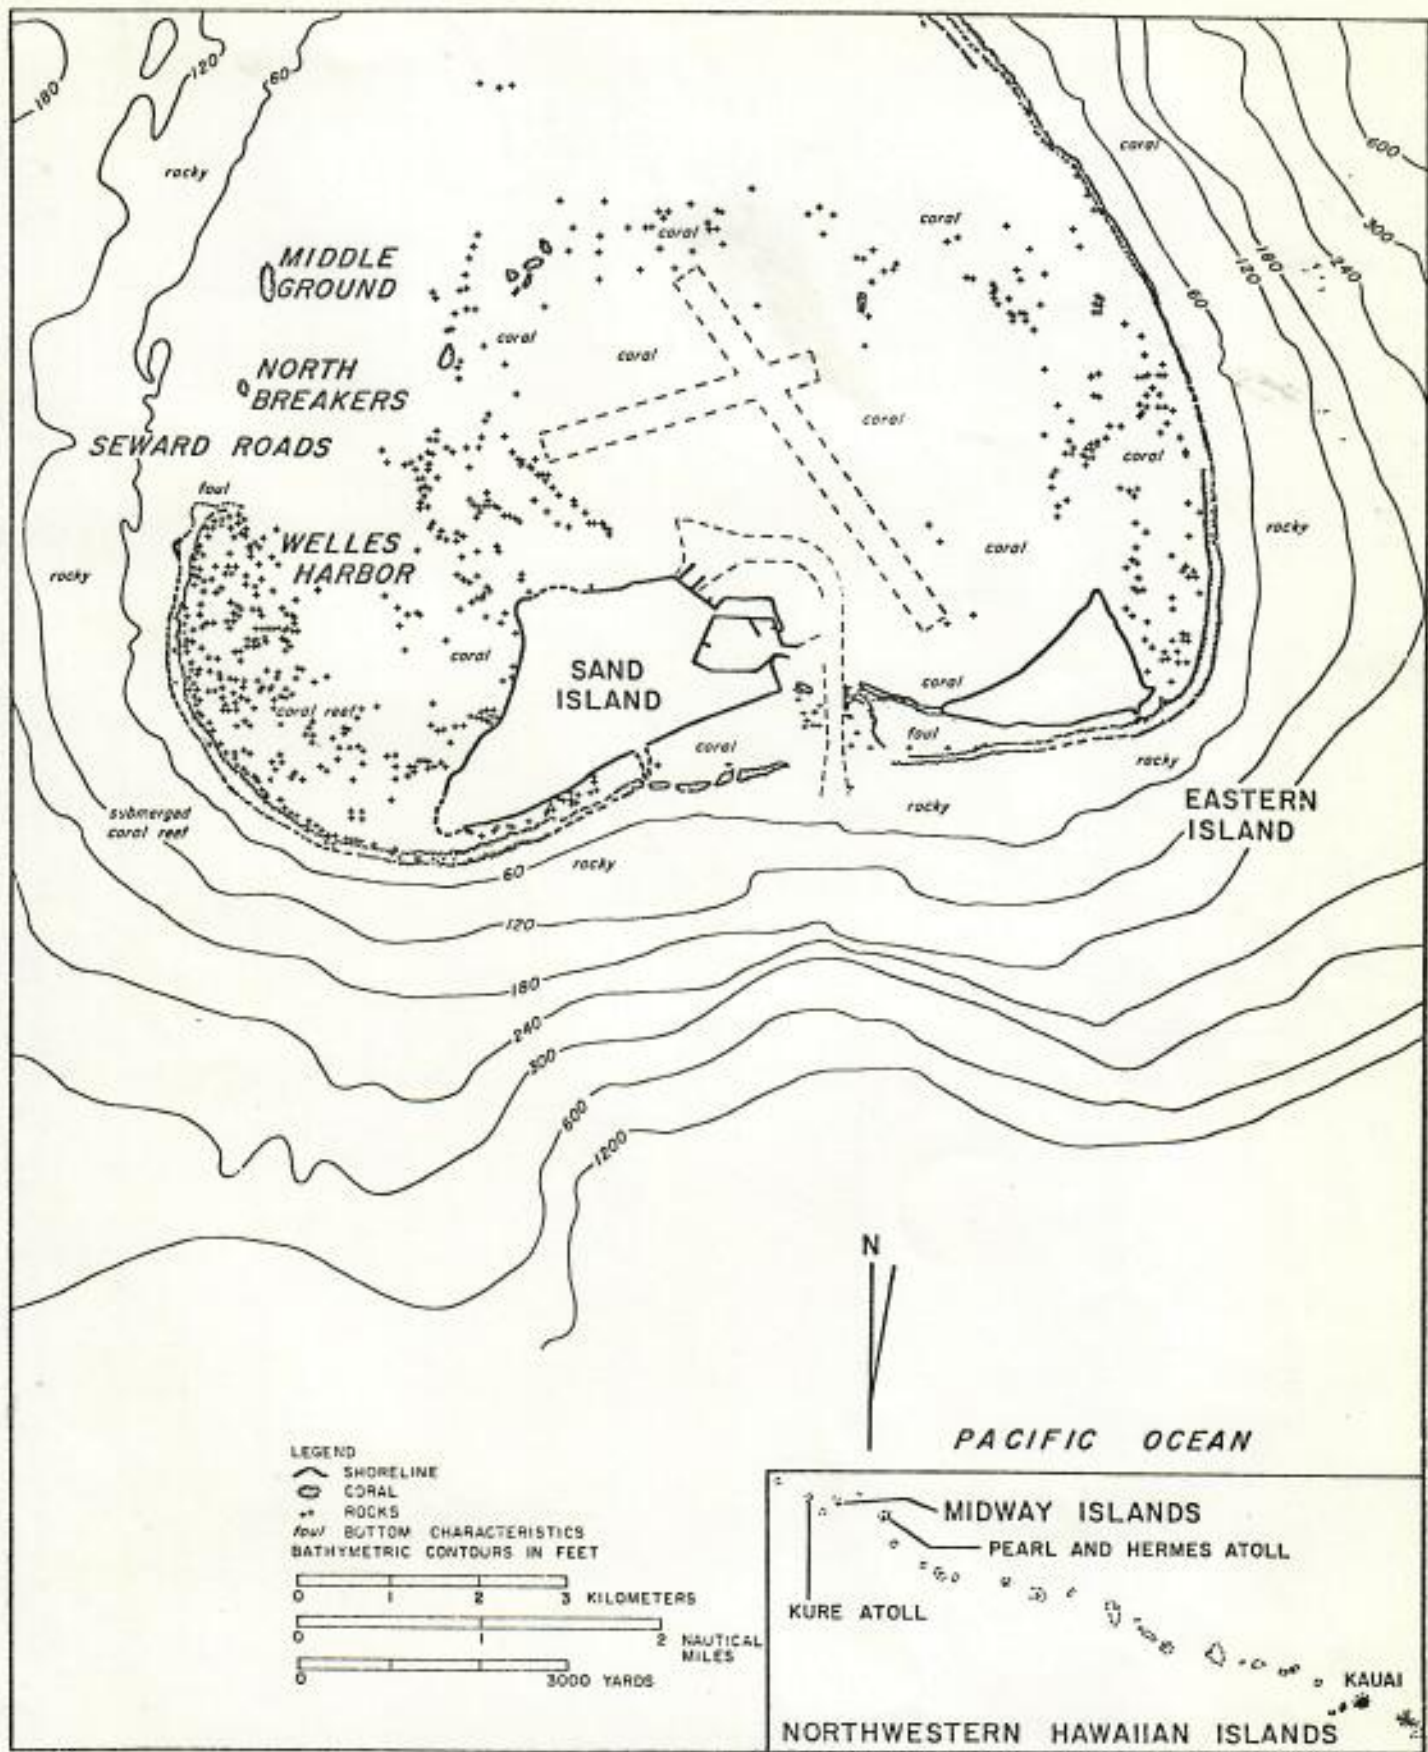 180
120
60
600
rocky
coral
300
240
180
120
60
coral
coral
MIDDLE
GROUND
coral
coral
coral
NORTH
BREAKERS
SEWARD ROADS
coral
foul
WELLES
HARBOR
coral
rocky
rocky
coral
SAND
ISLAND
coral
coral reef
coral
foul
rocky
submerged
coral reef
rocky
EASTERN
ISLAND
60
rocky
120
180
240
300
600
1200
N
PACIFIC OCEAN
LEGEND
SHORELINE
CORAL
ROCKS
foul BOTTOM CHARACTERISTICS
BATHYMETRIC CONTOURS IN FEET
0 1 2 3 KILOMETERS
0 1 2 NAUTICAL
MILES
0 3000 YARDS
MIDWAY ISLANDS
PEARL AND HERMES ATOLL
KURE ATOLL
KAUAI
NORTHWESTERN HAWAIIAN ISLANDS